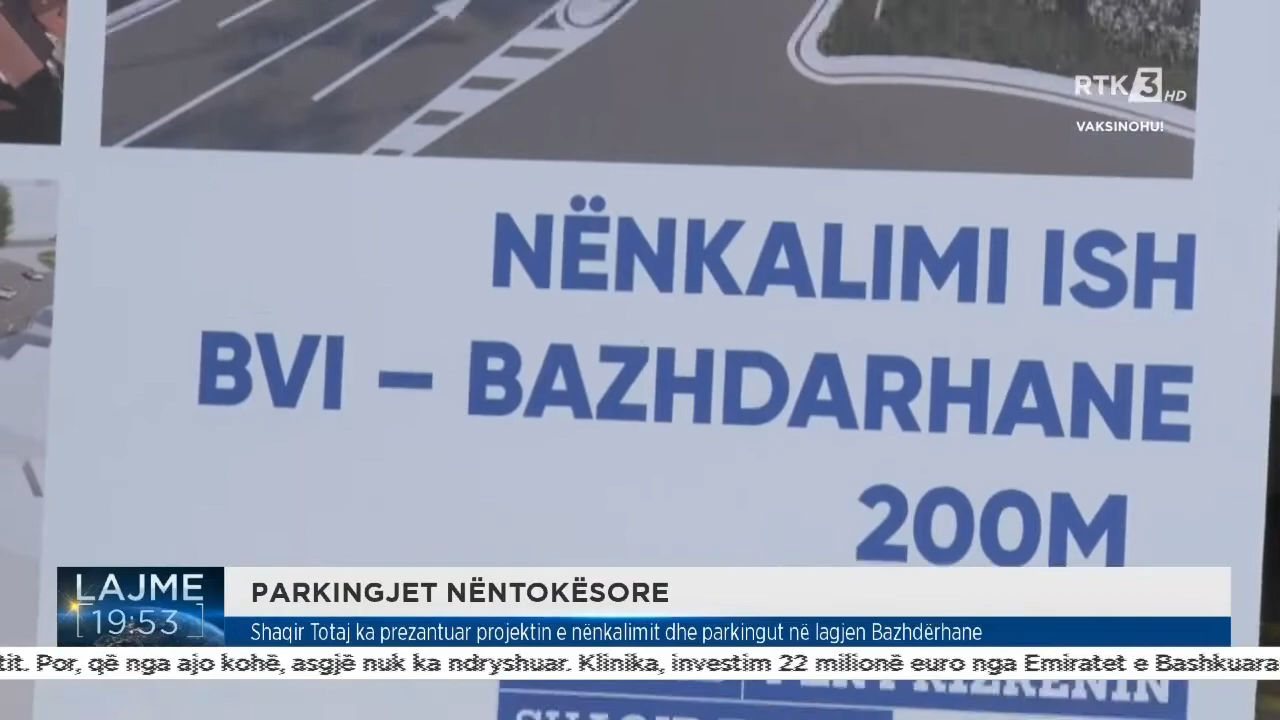 RTK 3 HD
VAKSINOHU!
NËNKALIMI ISH
BVI – BAZHDARHANE
200M
LAJME
19:53
PARKINGJET NËNTOKËSORE
Shaqir Totaj ka prezantuar projektin e nënkalimit dhe parkingut në lagjen Bazhdërhane
tit. Por, që nga ajo kohë, asgjë nuk ka ndryshuar. Klinika, investim 22 milionë euro nga Emiratet e Bashkuara
PRIZRENIN